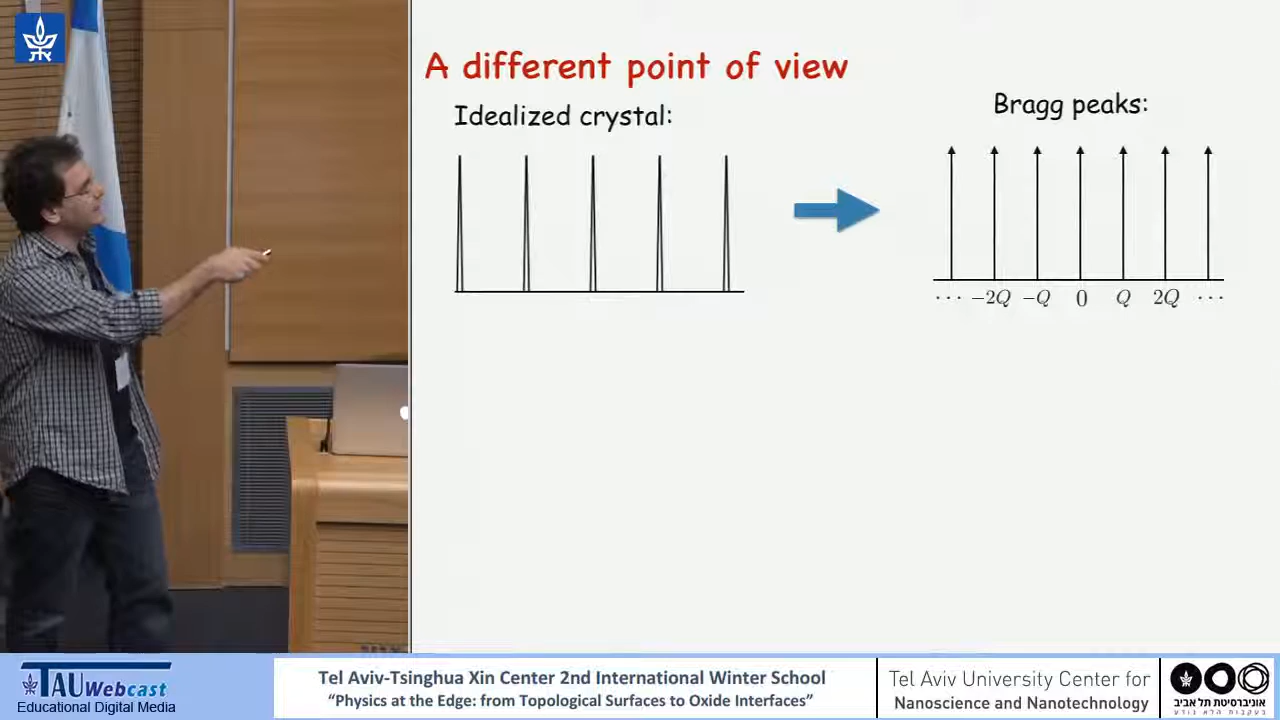 A different point of view
Idealized crystal:
Bragg peaks:
··· −2Q −Q 0 Q 2Q ···
TAU Webcast
Educational Digital Media
Tel Aviv-Tsinghua Xin Center 2nd International Winter School
“Physics at the Edge: from Topological Surfaces to Oxide Interfaces”
Tel Aviv University Center for
Nanoscience and Nanotechnology
אוניברסיטת תל אביב